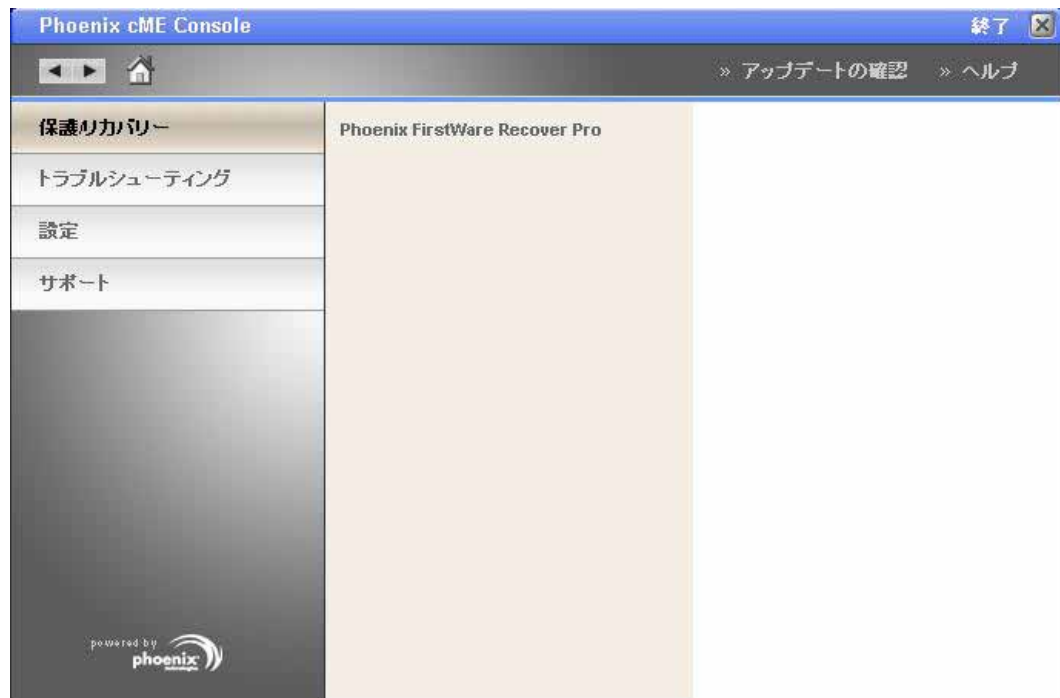 Phoenix cME Console
終了
» アップデートの確認 » ヘルプ
保護/リカバリー
Phoenix FirstWare Recover Pro
トラブルシューティング
設定
サポート
powered by
phoenix